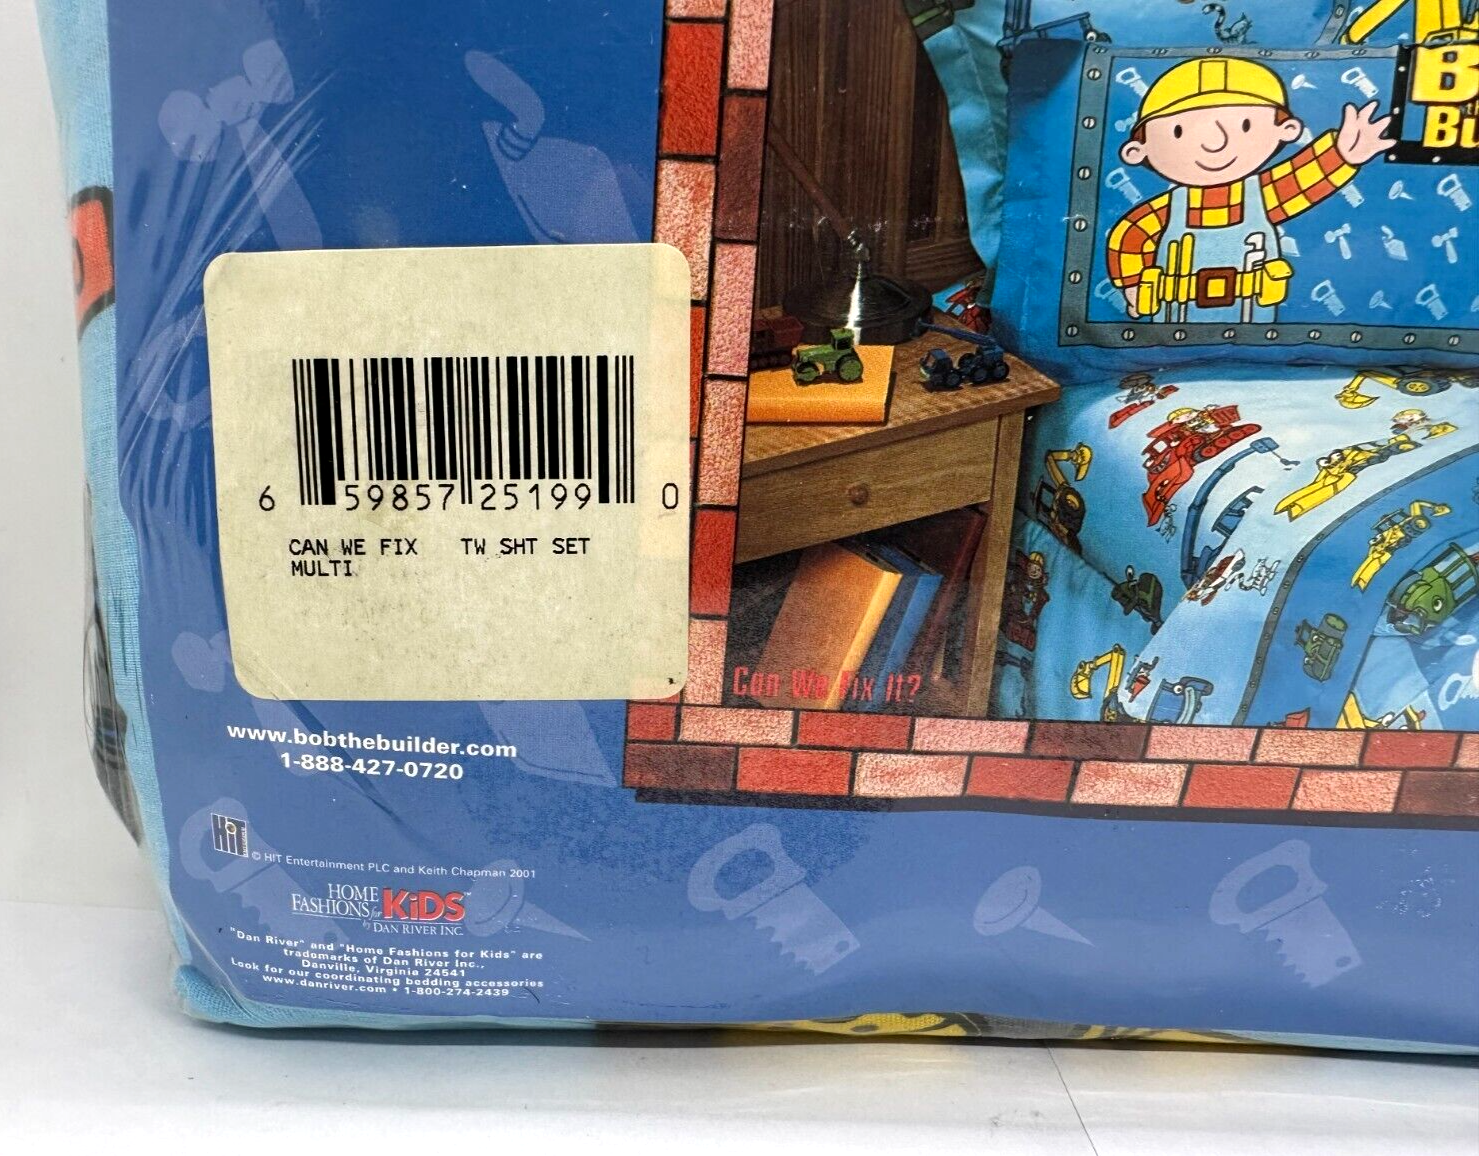 B
Bu
6 59857 25199 0
CAN WE FIX TW SHT SET
MULTI
Can We Fix It?
www.bobthebuilder.com
1-888-427-0720
HiT
© HIT Entertainment PLC and Keith Chapman 2001
HOME
FASHIONS for KiDS™
by DAN RIVER INC.
"Dan River" and "Home Fashions for Kids" are
trademarks of Dan River Inc.,
Danville, Virginia 24541
Look for our coordinating bedding accessories
www.danriver.com • 1-800-274-2439